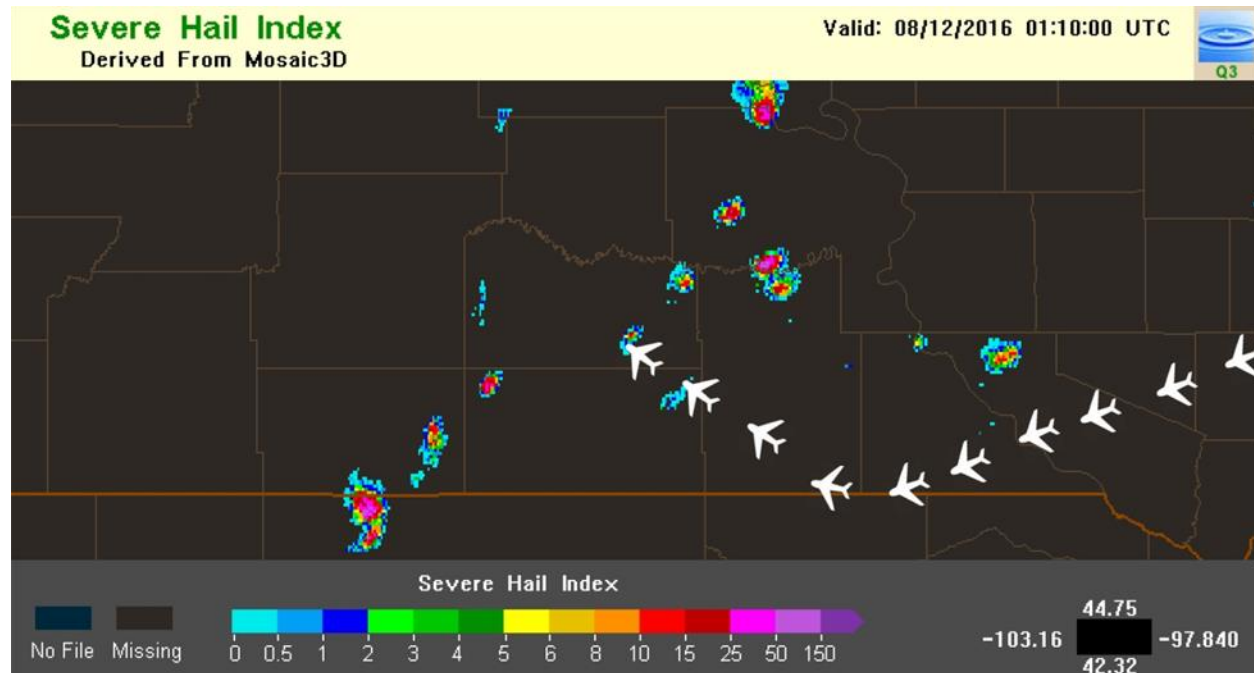 Severe Hail Index
Derived From Mosaic3D
Valid: 08/12/2016 01:10:00 UTC
Q3
Severe Hail Index
No File
Missing
0 0.5 1 2 3 4 5 6 8 10 15 25 50 150
44.75
-103.16
-97.840
42.32